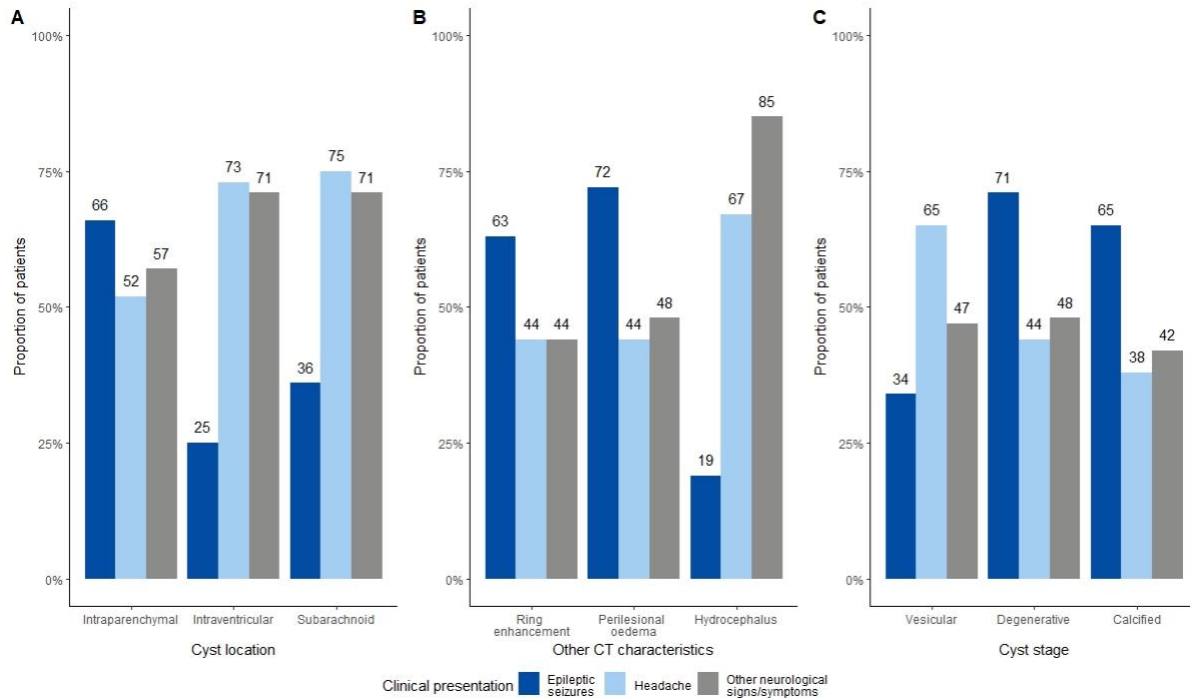 A
100%
75%
50%
25%
0%
Proportion of patients
66
52
57
25
73
71
36
75
71
Intraparenchymal Intraventricular Subarachnoid
Cyst location
B
100%
75%
50%
25%
0%
Proportion of patients
63
44
44
72
44
48
19
67
85
Ring
enhancement
Perilesional
oedema
Hydrocephalus
Other CT characteristics
C
100%
75%
50%
25%
0%
Proportion of patients
34
65
47
71
44
48
65
38
42
Vesicular Degenerative Calcified
Cyst stage
Clinical presentation
Epileptic
seizures
Headache
Other neurological
signs/symptoms